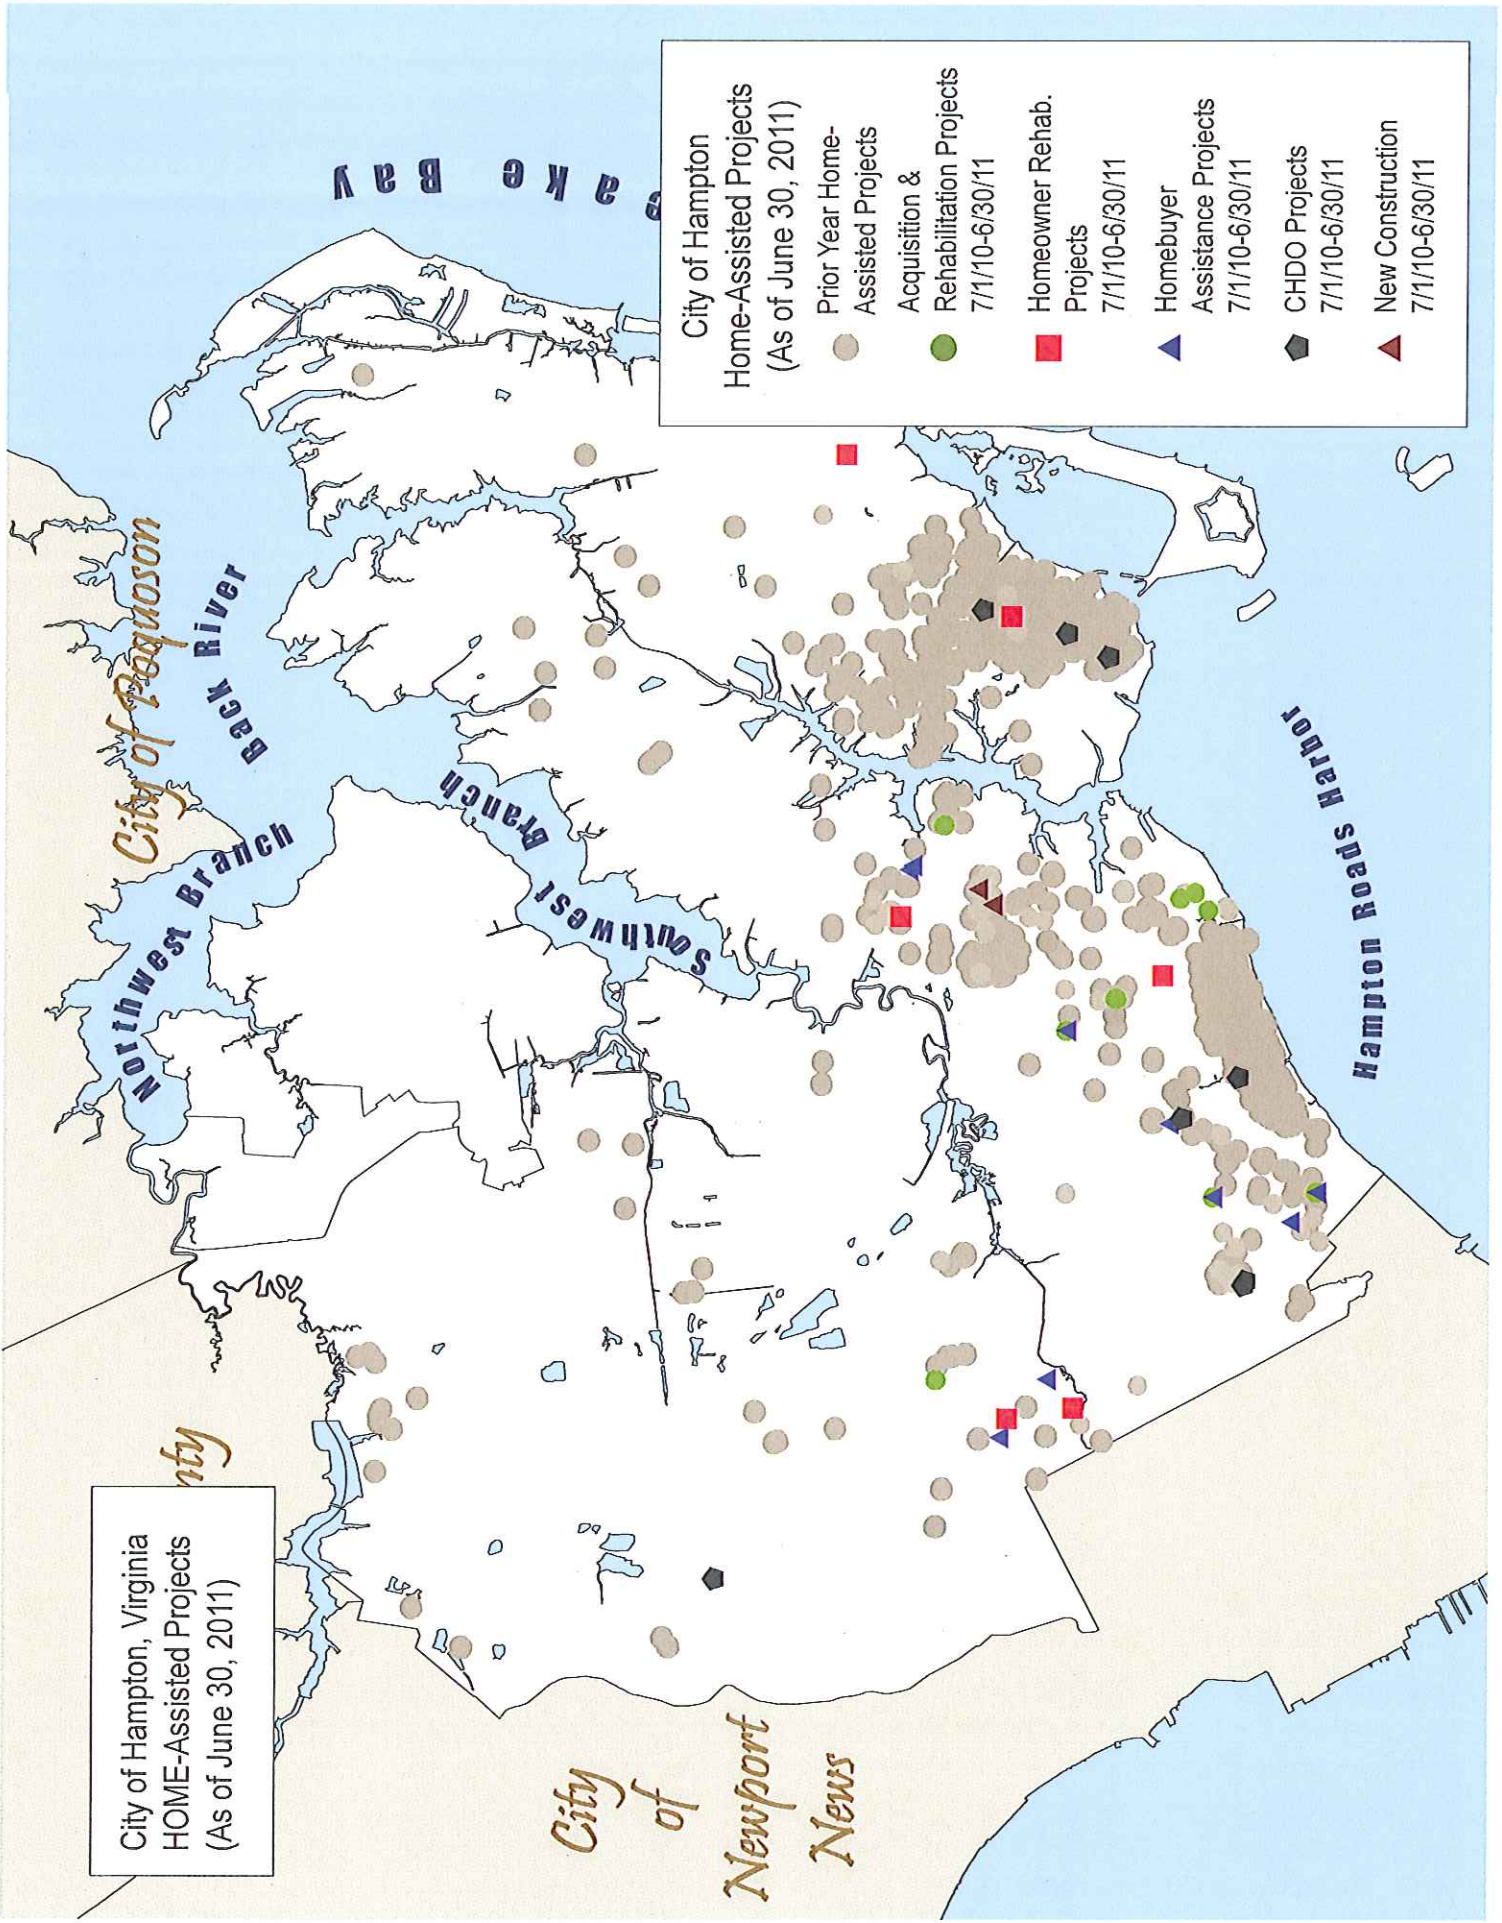 City of Hampton, Virginia
HOME-Assisted Projects
(As of June 30, 2011)
nty
City of Poquoson
Northwest Branch
Back River
Southwest Branch
eake Bay
City
of
Newport
News
Hampton Roads Harbor
City of Hampton
Home-Assisted Projects
(As of June 30, 2011)
Prior Year Home-
Assisted Projects
Acquisition &
Rehabilitation Projects
7/1/10-6/30/11
Homeowner Rehab.
Projects
7/1/10-6/30/11
Homebuyer
Assistance Projects
7/1/10-6/30/11
CHDO Projects
7/1/10-6/30/11
New Construction
7/1/10-6/30/11